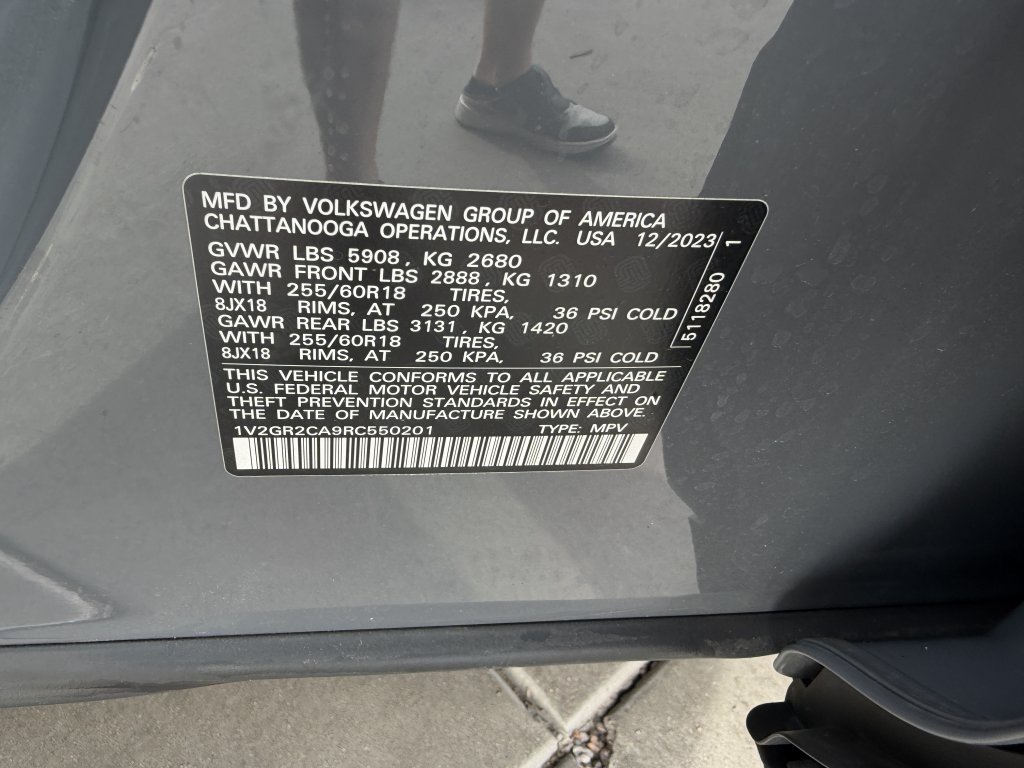 MFD BY VOLKSWAGEN GROUP OF AMERICA
CHATTANOOGA OPERATIONS, LLC. USA 12/2023
GVWR LBS 5908, KG 2680
GAWR FRONT LBS 2888, KG 1310
WITH 255/60R18 TIRES,
8JX18 RIMS, AT 250 KPA, 36 PSI COLD
GAWR REAR LBS 3131, KG 1420
WITH 255/60R18 TIRES,
8JX18 RIMS, AT 250 KPA, 36 PSI COLD
THIS VEHICLE CONFORMS TO ALL APPLICABLE
U.S. FEDERAL MOTOR VEHICLE SAFETY AND
THEFT PREVENTION STANDARDS IN EFFECT ON
THE DATE OF MANUFACTURE SHOWN ABOVE.
1V2GR2CA9RC550201 TYPE: MPV
5118280 1